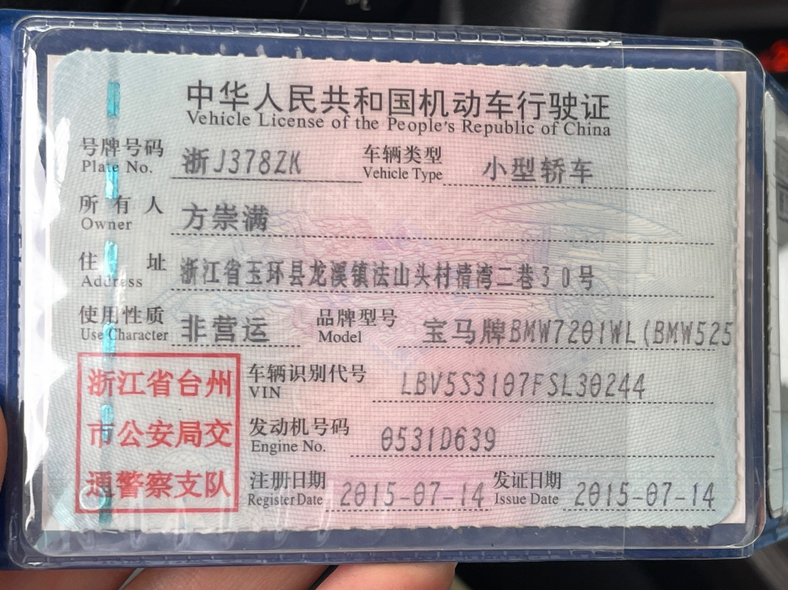 中华人民共和国机动车行驶证
Vehicle License of the People's Republic of China
号牌号码 浙J378ZK 车辆类型 小型轿车
Plate No. Vehicle Type
所有人 方崇满
Owner
住址 浙江省玉环县龙溪镇法山头村清湾二巷30号
Address
使用性质 非营运 品牌型号 宝马牌BMW7201WL(BMW525
Use Character Model
浙江省台州
市公安局交
通警察支队
车辆识别代号 LBV5S3107FSL30244
VIN
发动机号码 0531D639
Engine No.
注册日期 2015-07-14 发证日期 2015-07-14
Register Date Issue Date